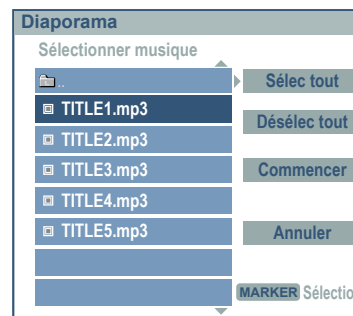 Diaporama
Sélectionner musique
..
Sélec tout
TITLE1.mp3
Désélec tout
TITLE2.mp3
TITLE3.mp3
Commencer
TITLE4.mp3
TITLE5.mp3
Annuler
MARKER Sélectio